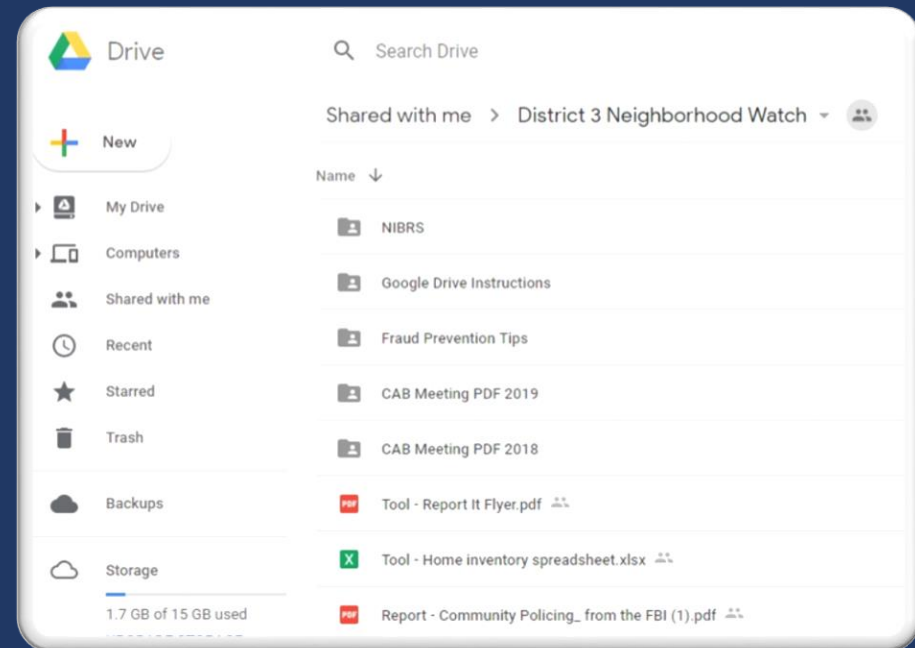 Drive
Search Drive
Shared with me > District 3 Neighborhood Watch
New
Name
My Drive
Computers
Shared with me
Recent
Starred
Trash
Backups
Storage
1.7 GB of 15 GB used
NIBRS
Google Drive Instructions
Fraud Prevention Tips
CAB Meeting PDF 2019
CAB Meeting PDF 2018
PDF Tool - Report It Flyer.pdf
X Tool - Home inventory spreadsheet.xlsx
PDF Report - Community Policing_ from the FBI (1).pdf